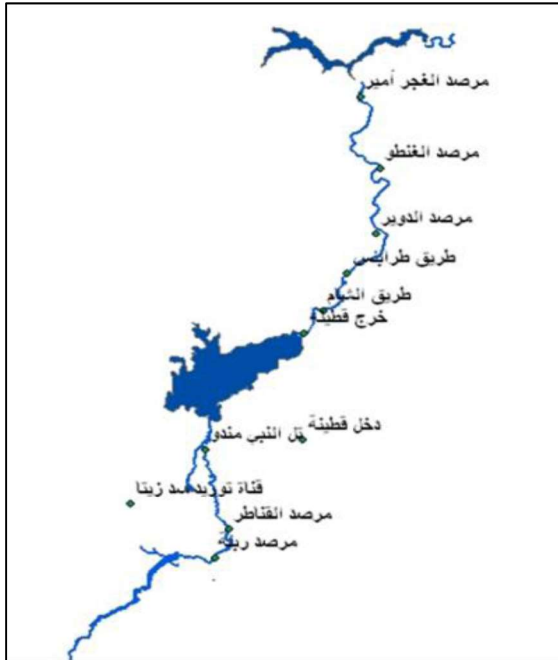 مرصد الغجر أمير
مرصد الغنطو
مرصد الدوير
طريق طرابلس
طريق الشام
خرج قطينة
دخل قطينة
تل النبي مندو
قناة توزيد سد زيتا
مرصد القناطر
مرصد ربلة